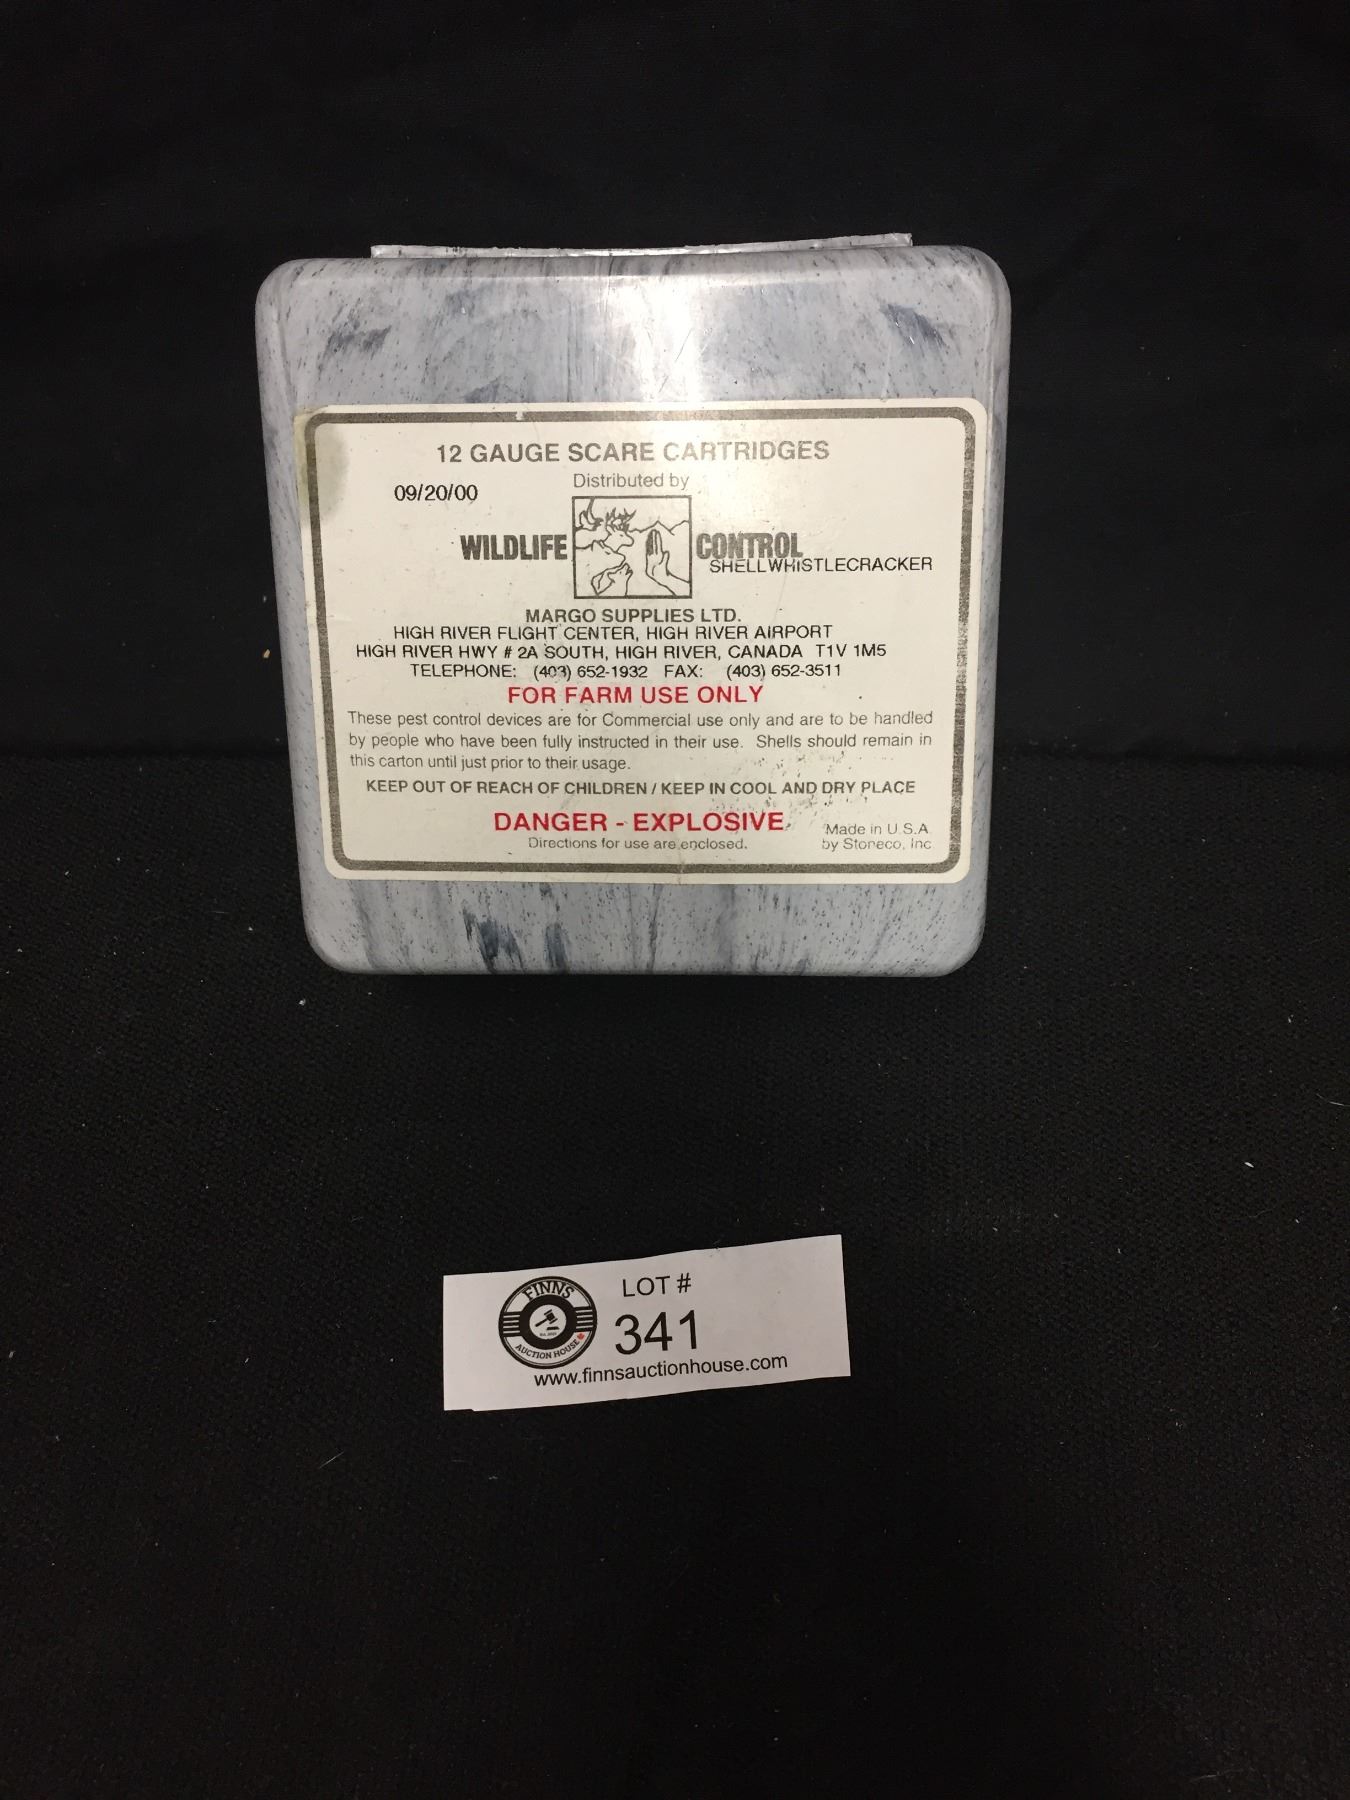 12 GAUGE SCARE CARTRIDGES
Distributed by
09/20/00
WILDLIFE CONTROL
SHELLWHISTLECRACKER
MARGO SUPPLIES LTD.
HIGH RIVER FLIGHT CENTER, HIGH RIVER AIRPORT
HIGH RIVER HWY # 2A SOUTH, HIGH RIVER, CANADA T1V 1M5
TELEPHONE: (403) 652-1932 FAX: (403) 652-3511
FOR FARM USE ONLY
These pest control devices are for Commercial use only and are to be handled
by people who have been fully instructed in their use. Shells should remain in
this carton until just prior to their usage.
KEEP OUT OF REACH OF CHILDREN / KEEP IN COOL AND DRY PLACE
DANGER - EXPLOSIVE
Directions for use are enclosed.
Made in U.S.A.
by Stoneco, Inc
FINNS
AUCTION HOUSE
LOT #
341
www.finnsauctionhouse.com